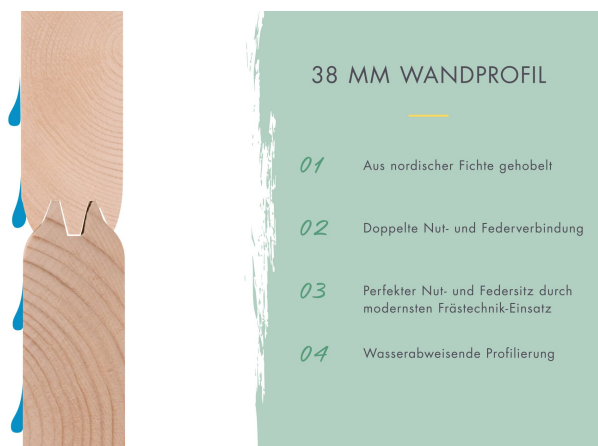 38 MM WANDPROFIL
01 Aus nordischer Fichte gehobelt
02 Doppelte Nut- und Federverbindung
03 Perfekter Nut- und Federsitz durch
modernsten Frästechnik-Einsatz
04 Wasserabweisende Profilierung